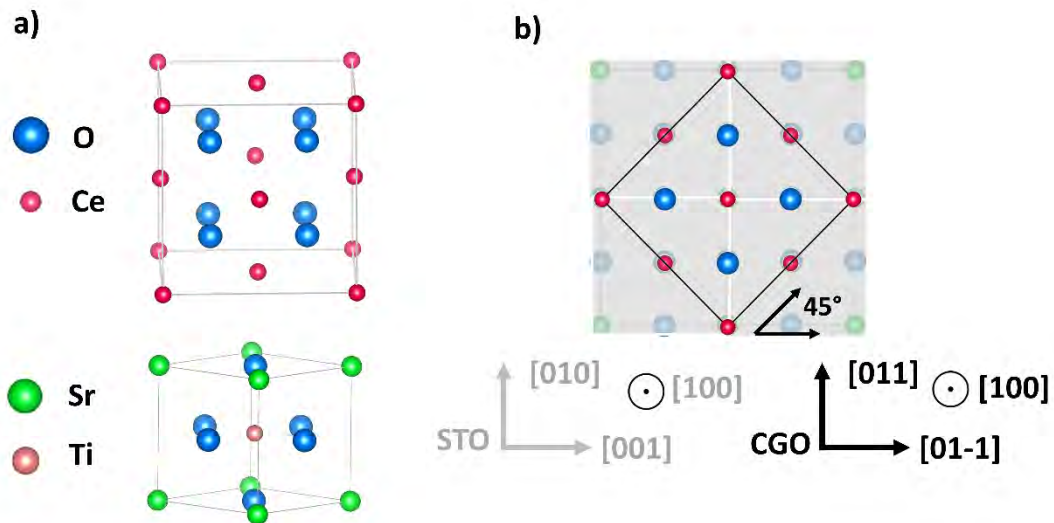 a)
O
Ce
Sr
Ti
b)
45°
[010]
[100]
STO
[001]
[011]
[100]
CGO
[01-1]